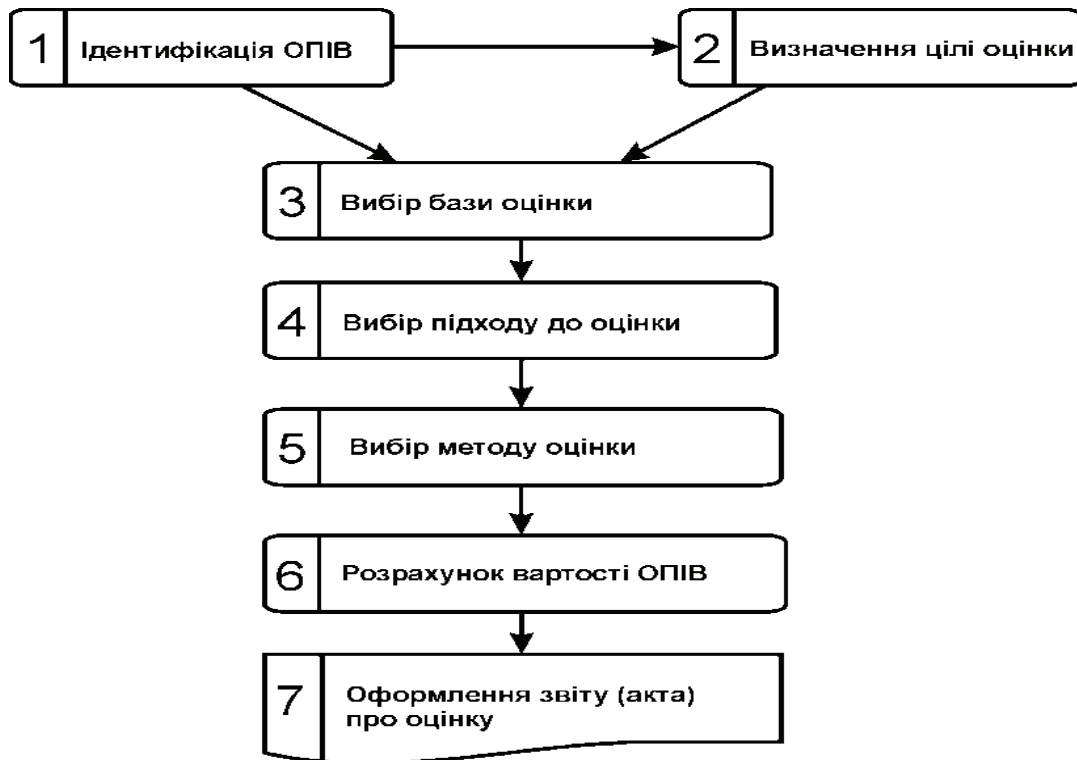 1 Ідентифікація ОПІВ
2 Визначення цілі оцінки
3 Вибір бази оцінки
4 Вибір підходу до оцінки
5 Вибір методу оцінки
6 Розрахунок вартості ОПІВ
7 Оформлення звіту (акта)
про оцінку